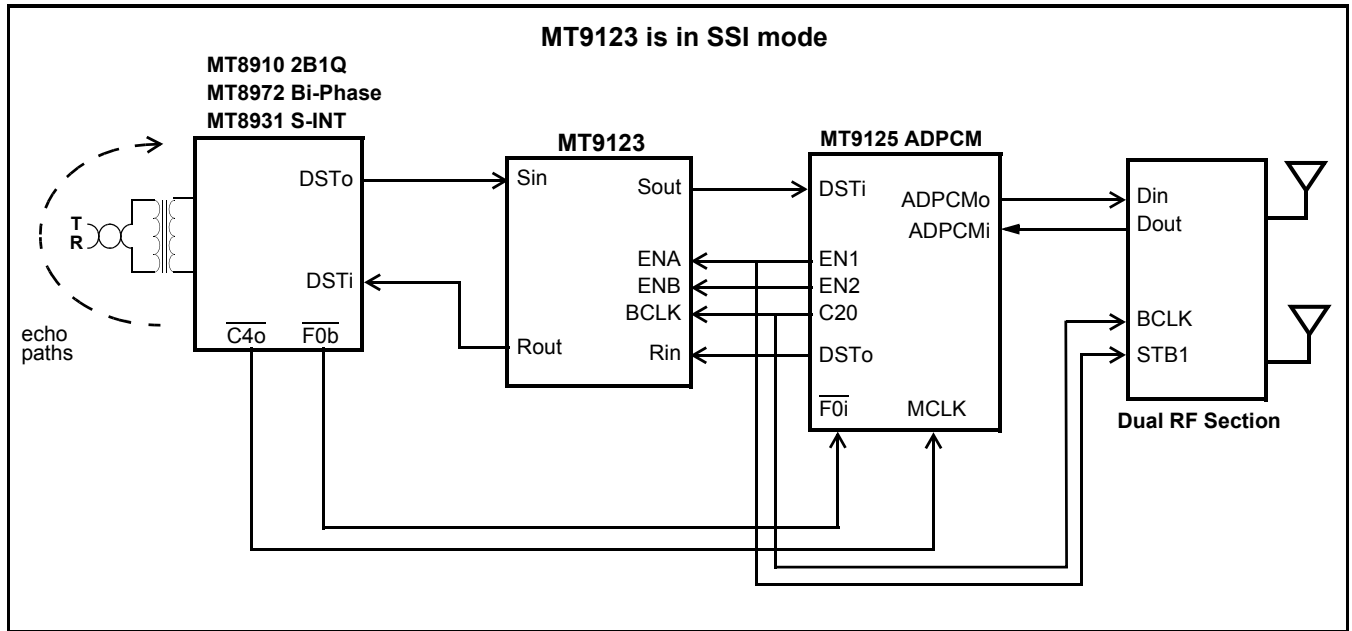 MT9123 is in SSI mode
MT8910 2B1Q
MT8972 Bi-Phase
MT8931 S-INT
DSTo
DSTi
C4o
F0b
T
R
echo
paths
MT9123
Sin
Sout
ENA
ENB
BCLK
Rin
Rout
MT9125 ADPCM
DSTi
ADPCMo
ADPCMi
EN1
EN2
C20
DSTo
F0i
MCLK
Din
Dout
BCLK
STB1
Dual RF Section